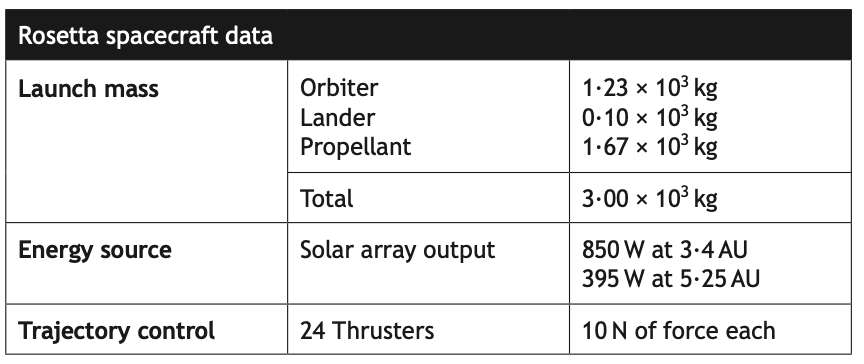 Rosetta spacecraft data
Launch mass
Orbiter 1·23 × 10³ kg
Lander 0·10 × 10³ kg
Propellant 1·67 × 10³ kg
Total 3·00 × 10³ kg
Energy source
Solar array output 850 W at 3·4 AU
395 W at 5·25 AU
Trajectory control 24 Thrusters 10 N of force each